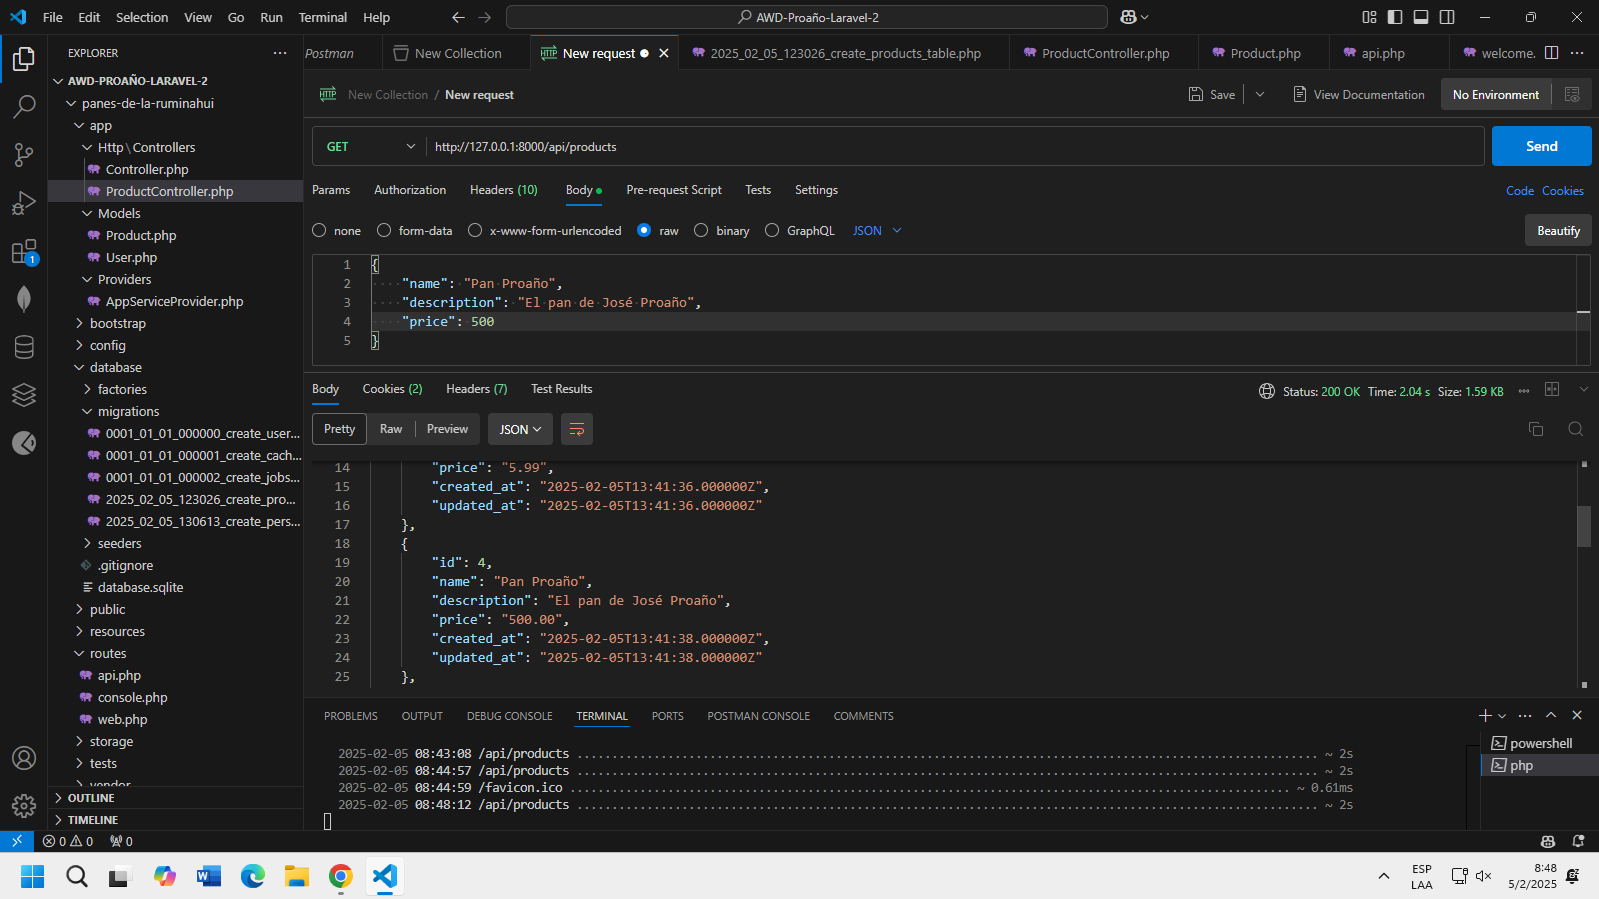 File Edit Selection View Go Run Terminal Help
AWD-Proaño-Laravel-2
EXPLORER
AWD-PROAÑO-LARAVEL-2
panes-de-la-ruminahui
app
Http\Controllers
Controller.php
ProductController.php
Models
Product.php
User.php
Providers
AppServiceProvider.php
bootstrap
config
database
factories
migrations
0001_01_01_000000_create_user...
0001_01_01_000001_create_cach...
0001_01_01_000002_create_jobs...
2025_02_05_123026_create_pro...
2025_02_05_130613_create_pers...
seeders
.gitignore
database.sqlite
public
resources
routes
api.php
console.php
web.php
storage
tests
vendor
OUTLINE
TIMELINE
1
Postman New Collection New request 2025_02_05_123026_create_products_table.php ProductController.php Product.php api.php welcome.
HTTP New Collection / New request Save View Documentation No Environment
GET http://127.0.0.1:8000/api/products Send
Params Authorization Headers (10) Body Pre-request Script Tests Settings Code Cookies
none form-data x-www-form-urlencoded raw binary GraphQL JSON Beautify
1 {
2 "name": "Pan Proaño",
3 "description": "El pan de José Proaño",
4 "price": 500
5 }
Body Cookies (2) Headers (7) Test Results Status: 200 OK Time: 2.04 s Size: 1.59 KB
Pretty Raw Preview JSON
14 "price": "5.99",
15 "created_at": "2025-02-05T13:41:36.000000Z",
16 "updated_at": "2025-02-05T13:41:36.000000Z"
17 },
18 {
19 "id": 4,
20 "name": "Pan Proaño",
21 "description": "El pan de José Proaño",
22 "price": "500.00",
23 "created_at": "2025-02-05T13:41:38.000000Z",
24 "updated_at": "2025-02-05T13:41:38.000000Z"
25 },
PROBLEMS OUTPUT DEBUG CONSOLE TERMINAL PORTS POSTMAN CONSOLE COMMENTS
2025-02-05 08:43:08 /api/products ~ 2s
2025-02-05 08:44:57 /api/products ~ 2s
2025-02-05 08:44:59 /favicon.ico ~ 0.61ms
2025-02-05 08:48:12 /api/products ~ 2s
powershell
php
0 0 0
ESP
LAA
8:48
5/2/2025